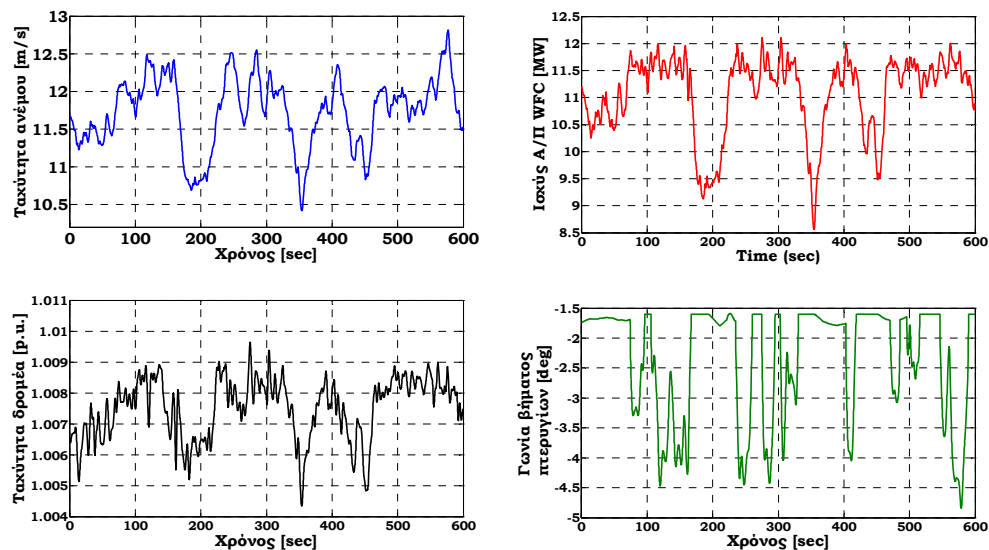 Ταχύτητα ανέμου [m/s]
13
12.5
12
11.5
11
10.5
0 100 200 300 400 500 600
Χρόνος [sec]
Ισχύς Α/Π WFC [MW]
12.5
12
11.5
11
10.5
10
9.5
9
8.5
0 100 200 300 400 500 600
Time (sec)
Ταχύτητα δρομέα [p.u.]
1.011
1.01
1.009
1.008
1.007
1.006
1.005
1.004
0 100 200 300 400 500 600
Χρόνος [sec]
Γωνία βήματος
πτερυγίων [deg]
-1.5
-2
-2.5
-3
-3.5
-4
-4.5
-5
0 100 200 300 400 500 600
Χρόνος [sec]